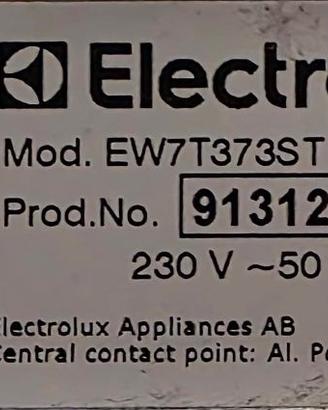 Electr
Mod. EW7T373ST
Prod.No. 91312
230 V ~50
Electrolux Appliances AB
Central contact point: Al. P